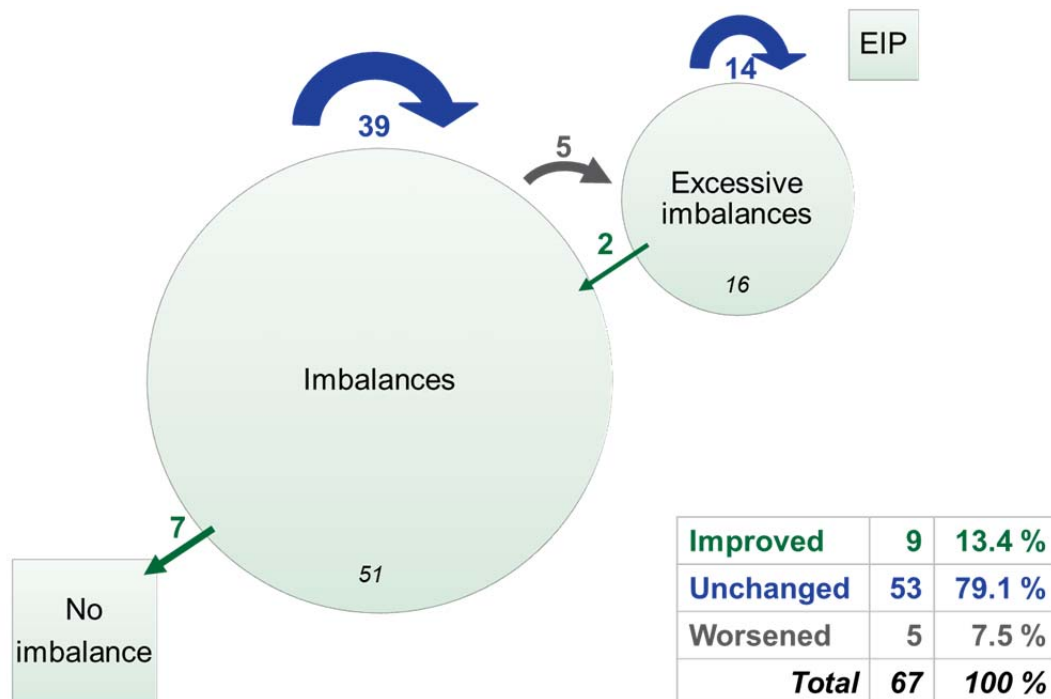 EIP
14
39
5
Excessive
imbalances
2
16
Imbalances
7
51
No
imbalance
Improved 9 13.4 %
Unchanged 53 79.1 %
Worsened 5 7.5 %
Total 67 100 %